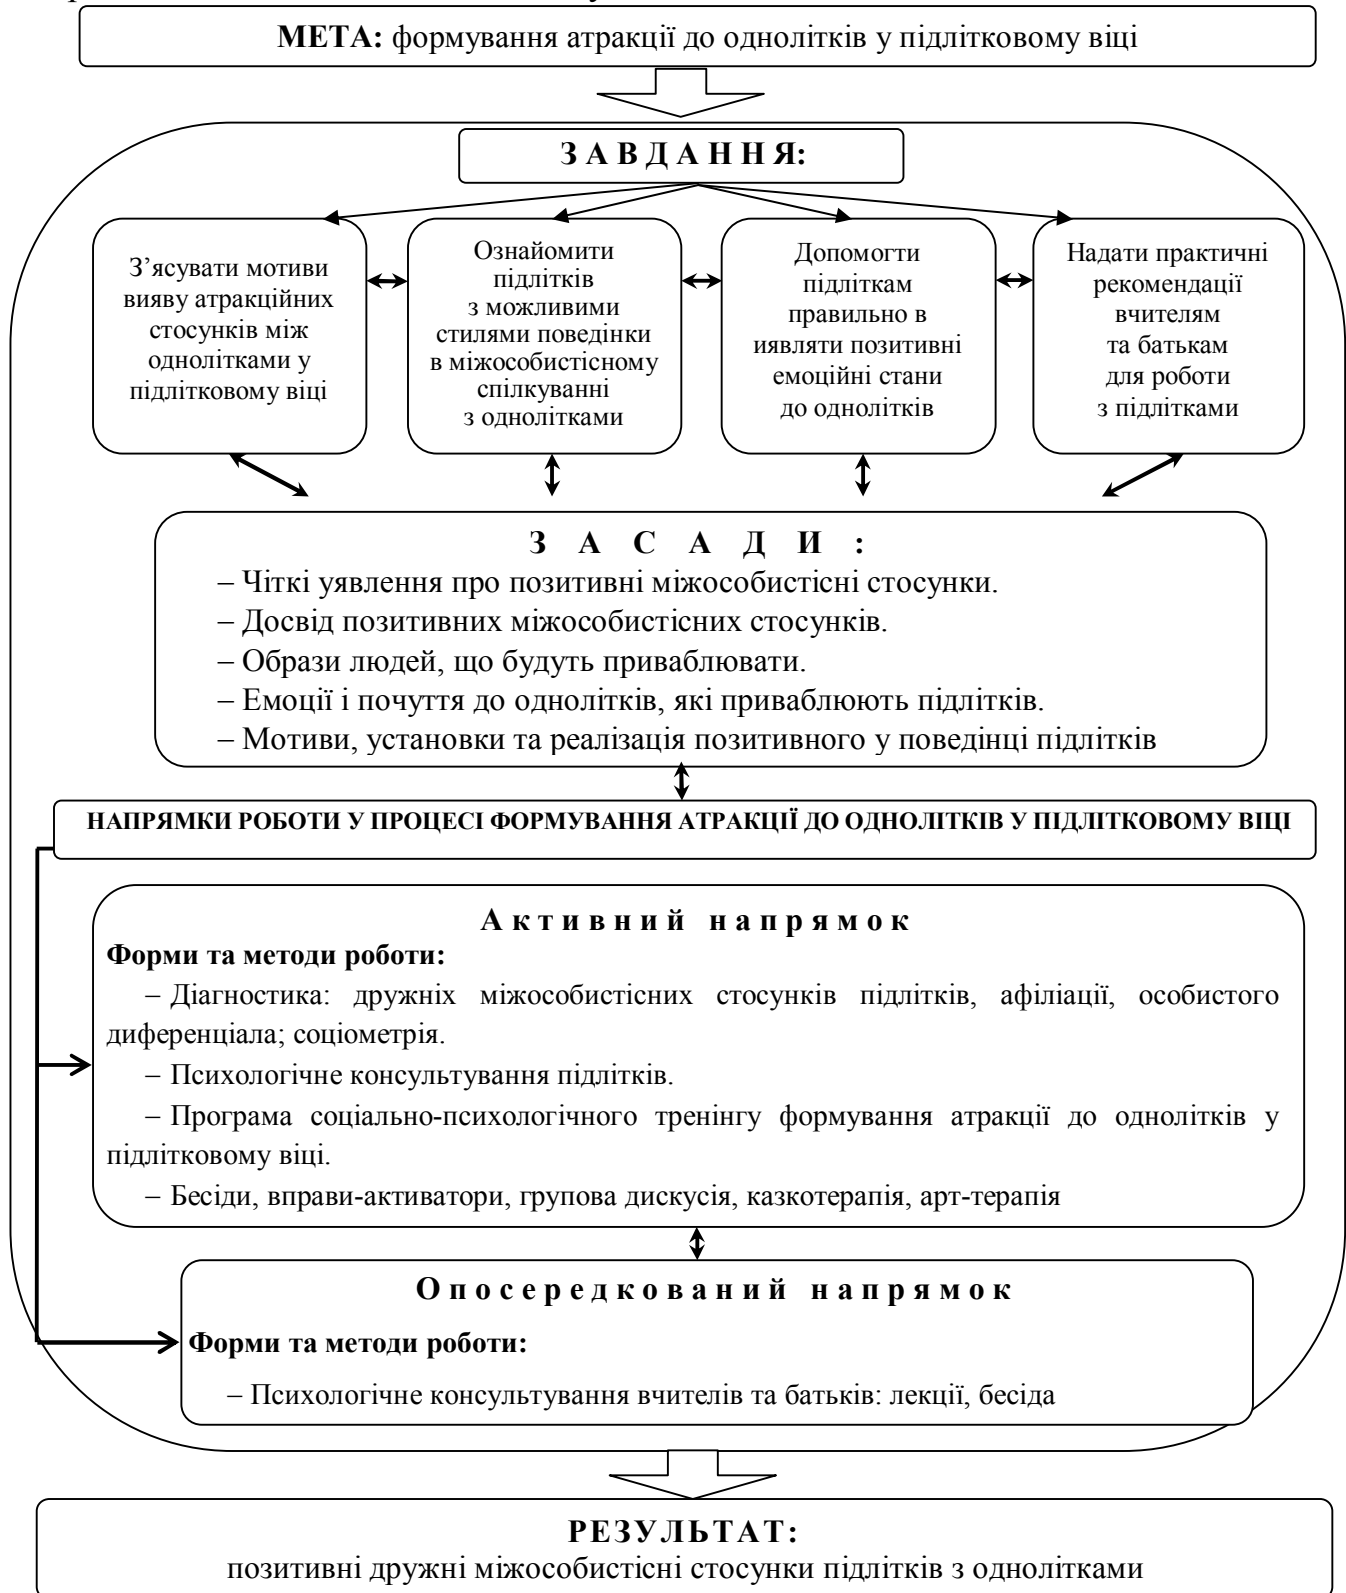 МЕТА: формування атракції до однолітків у підлітковому віці
З А В Д А Н Н Я:
З’ясувати мотиви
вияву атракційних
стосунків між
однолітками у
підлітковому віці
Ознайомити
підлітків
з можливими
стилями поведінки
в міжособистісному
спілкуванні
з однолітками
Допомогти
підліткам
правильно в
иявляти позитивні
емоційні стани
до однолітків
Надати практичні
рекомендації
вчителям
та батькам
для роботи
з підлітками
З А С А Д И :
– Чіткі уявлення про позитивні міжособистісні стосунки.
– Досвід позитивних міжособистісних стосунків.
– Образи людей, що будуть приваблювати.
– Емоції і почуття до однолітків, які приваблюють підлітків.
– Мотиви, установки та реалізація позитивного у поведінці підлітків
НАПРЯМКИ РОБОТИ У ПРОЦЕСІ ФОРМУВАННЯ АТРАКЦІЇ ДО ОДНОЛІТКІВ У ПІДЛІТКОВОМУ ВІЦІ
А к т и в н и й н а п р я м о к
Форми та методи роботи:
– Діагностика: дружніх міжособистісних стосунків підлітків, афіліації, особистого
диференціала; соціометрія.
– Психологічне консультування підлітків.
– Програма соціально-психологічного тренінгу формування атракції до однолітків у
підлітковому віці.
– Бесіди, вправи-активатори, групова дискусія, казкотерапія, арт-терапія
О п о с е р е д к о в а н и й н а п р я м о к
Форми та методи роботи:
– Психологічне консультування вчителів та батьків: лекції, бесіда
РЕЗУЛЬТАТ:
позитивні дружні міжособистісні стосунки підлітків з однолітками